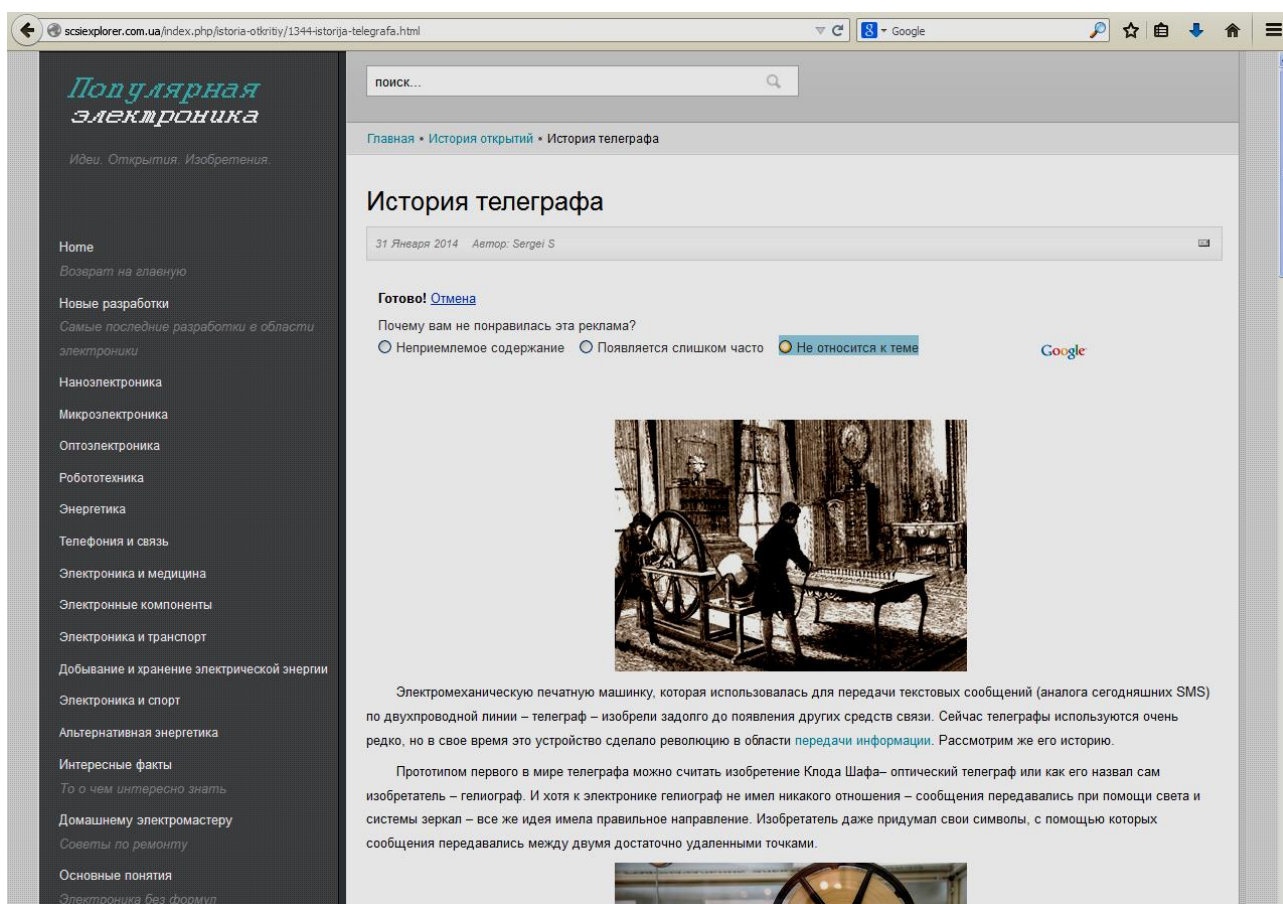 scsiexplorer.com.ua/index.php/istoria-otkritiy/1344-istorija-telegrafa.html
8 Google
Популярная
электроника
Идеи. Открытия. Изобретения.
Home
Возврат на главную
Новые разработки
Самые последние разработки в области
электроники
Наноэлектроника
Микроэлектроника
Оптоэлектроника
Робототехника
Энергетика
Телефония и связь
Электроника и медицина
Электронные компоненты
Электроника и транспорт
Добывание и хранение электрической энергии
Электроника и спорт
Альтернативная энергетика
Интересные факты
То о чем интересно знать
Домашнему электромастеру
Советы по ремонту
Основные понятия
Электроника без формул
поиск...
Главная • История открытий • История телеграфа
История телеграфа
31 Января 2014 Автор: Sergei S
Готово! Отмена
Почему вам не понравилась эта реклама?
Неприемлемое содержание Появляется слишком часто Не относится к теме
Google
Электромеханическую печатную машинку, которая использовалась для передачи текстовых сообщений (аналога сегодняшних SMS)
по двухпроводной линии – телеграф – изобрели задолго до появления других средств связи. Сейчас телеграфы используются очень
редко, но в свое время это устройство сделало революцию в области передачи информации. Рассмотрим же его историю.
Прототипом первого в мире телеграфа можно считать изобретение Клода Шафа– оптический телеграф или как его назвал сам
изобретатель – гелиограф. И хотя к электронике гелиограф не имел никакого отношения – сообщения передавались при помощи света и
системы зеркал – все же идея имела правильное направление. Изобретатель даже придумал свои символы, с помощью которых
сообщения передавались между двумя достаточно удаленными точками.